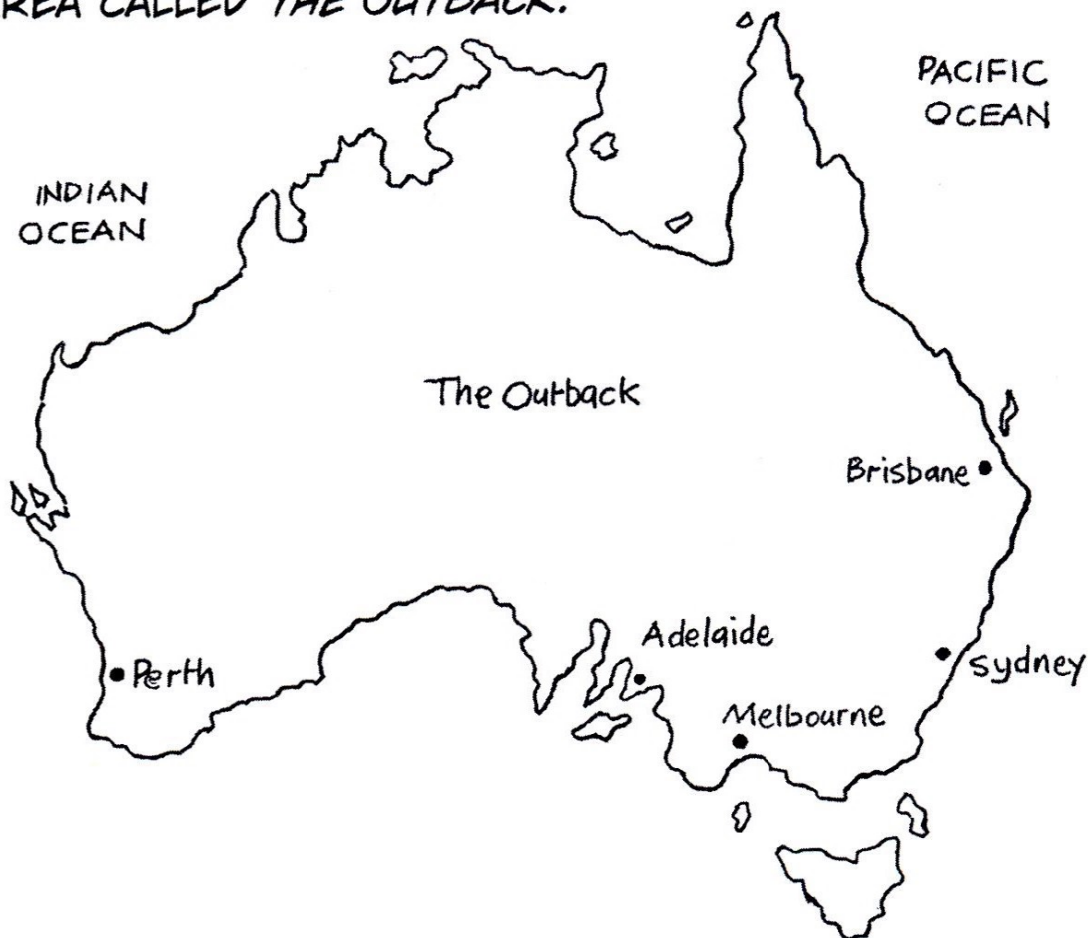 REA CALLED THE OUTBACK.
PACIFIC
OCEAN
INDIAN
OCEAN
The Outback
Brisbane
Adelaide
Sydney
Perth
Melbourne